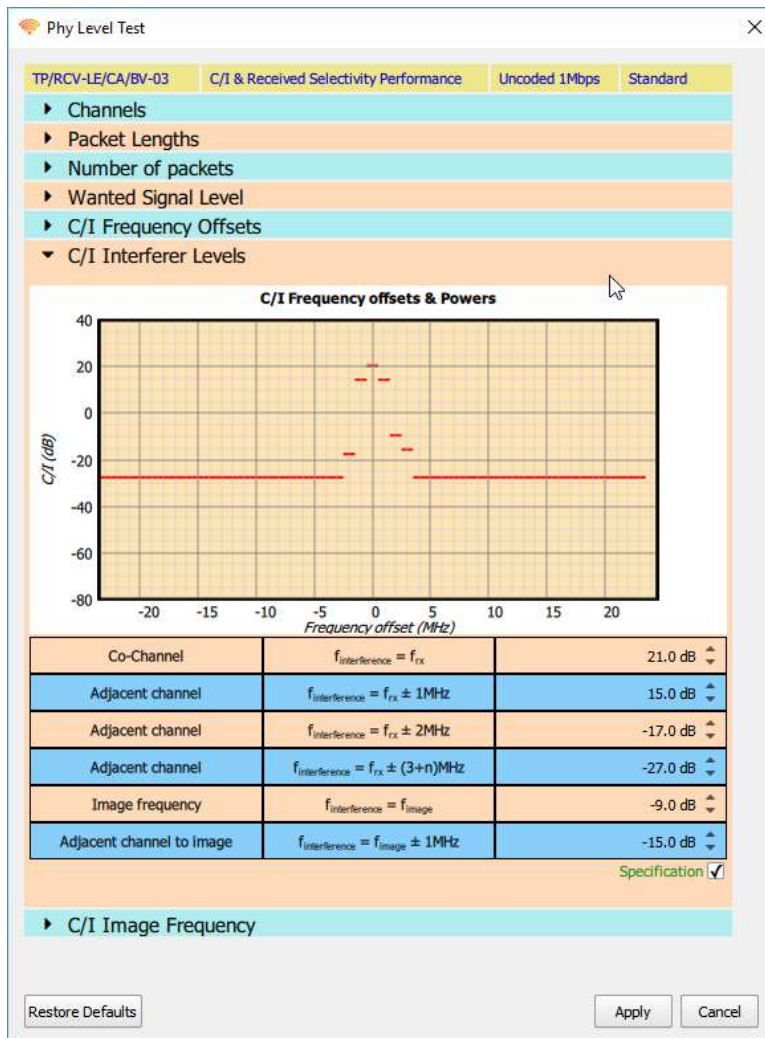 Phy Level Test
TP/RCV-LE/CA/BV-03 C/I & Received Selectivity Performance Uncoded 1Mbps Standard
Channels
Packet Lengths
Number of packets
Wanted Signal Level
C/I Frequency Offsets
C/I Interferer Levels
C/I Frequency offsets & Powers
40
20
0
-20
-40
-60
-80
C/I (dB)
-20 -15 -10 -5 0 5 10 15 20
Frequency offset (MHz)
Co-Channel finterference = frx 21.0 dB
Adjacent channel finterference = frx ± 1MHz 15.0 dB
Adjacent channel finterference = frx ± 2MHz -17.0 dB
Adjacent channel finterference = frx ± (3+n)MHz -27.0 dB
Image frequency finterference = fimage -9.0 dB
Adjacent channel to image finterference = fimage ± 1MHz -15.0 dB
Specification
C/I Image Frequency
Restore Defaults Apply Cancel